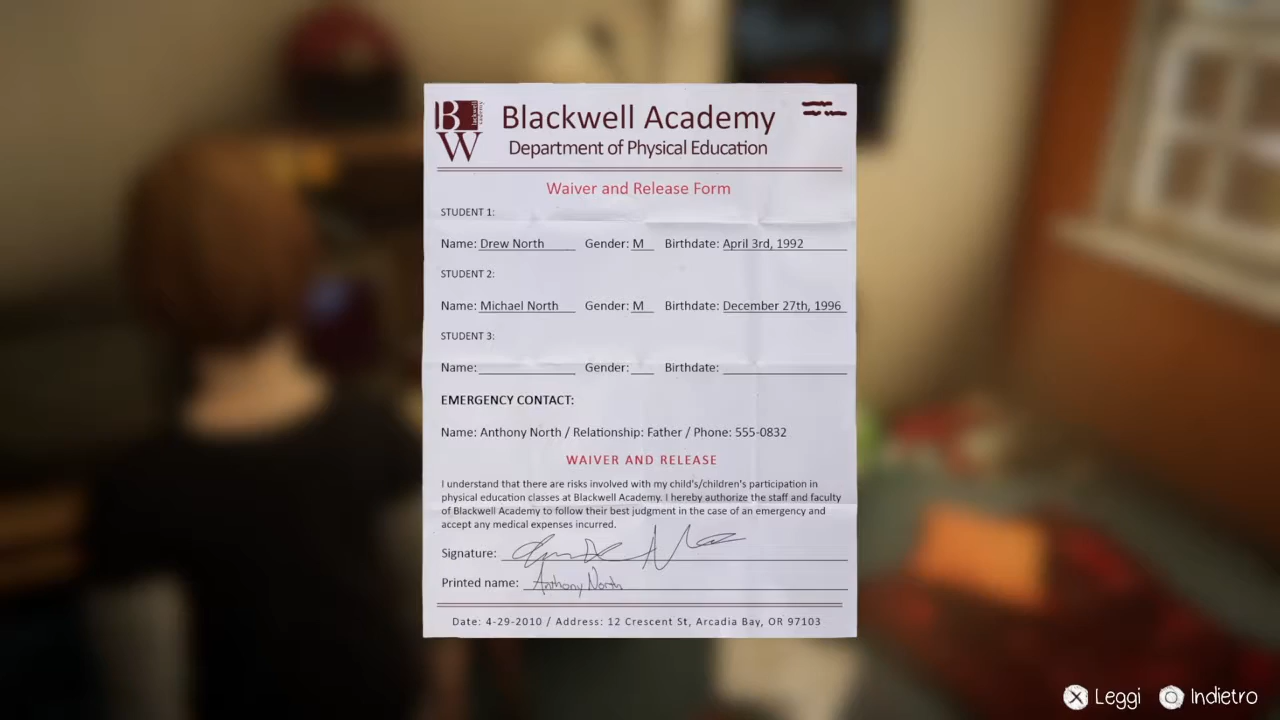 B blackwell academy
W
Blackwell Academy
Department of Physical Education
Waiver and Release Form
STUDENT 1:
Name: Drew North Gender: M Birthdate: April 3rd, 1992
STUDENT 2:
Name: Michael North Gender: M Birthdate: December 27th, 1996
STUDENT 3:
Name: Gender: Birthdate:
EMERGENCY CONTACT:
Name: Anthony North / Relationship: Father / Phone: 555-0832
WAIVER AND RELEASE
I understand that there are risks involved with my child's/children's participation in
physical education classes at Blackwell Academy. I hereby authorize the staff and faculty
of Blackwell Academy to follow their best judgment in the case of an emergency and
accept any medical expenses incurred.
Signature:
Printed name: Anthony North
Date: 4-29-2010 / Address: 12 Crescent St, Arcadia Bay, OR 97103
Leggi Indietro